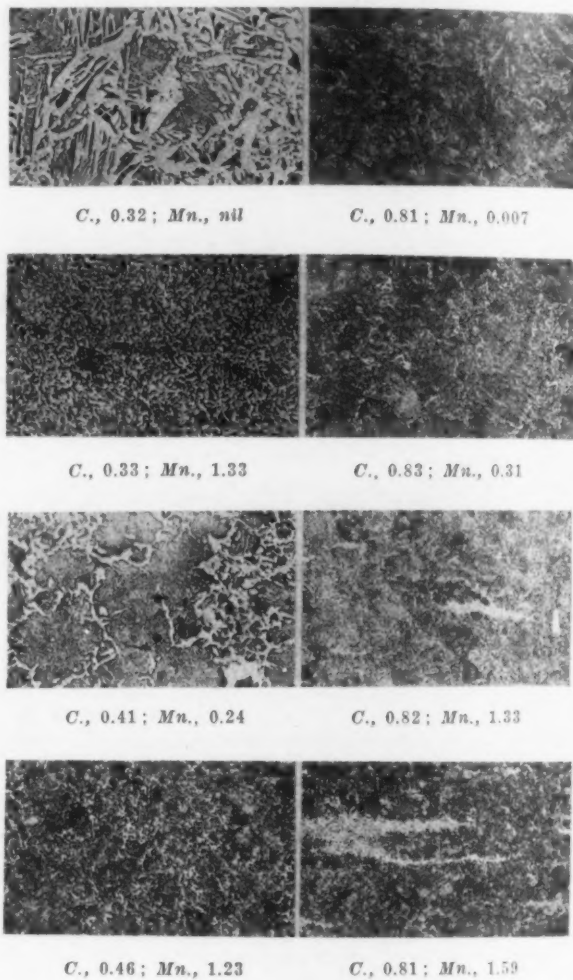 C., 0.32 ; Mn., nil
C., 0.81 ; Mn., 0.007
C., 0.33 ; Mn., 1.33
C., 0.83 ; Mn., 0.31
C., 0.41 ; Mn., 0.24
C., 0.82 ; Mn., 1.33
C., 0.46 ; Mn., 1.23
C., 0.81 ; Mn., 1.59